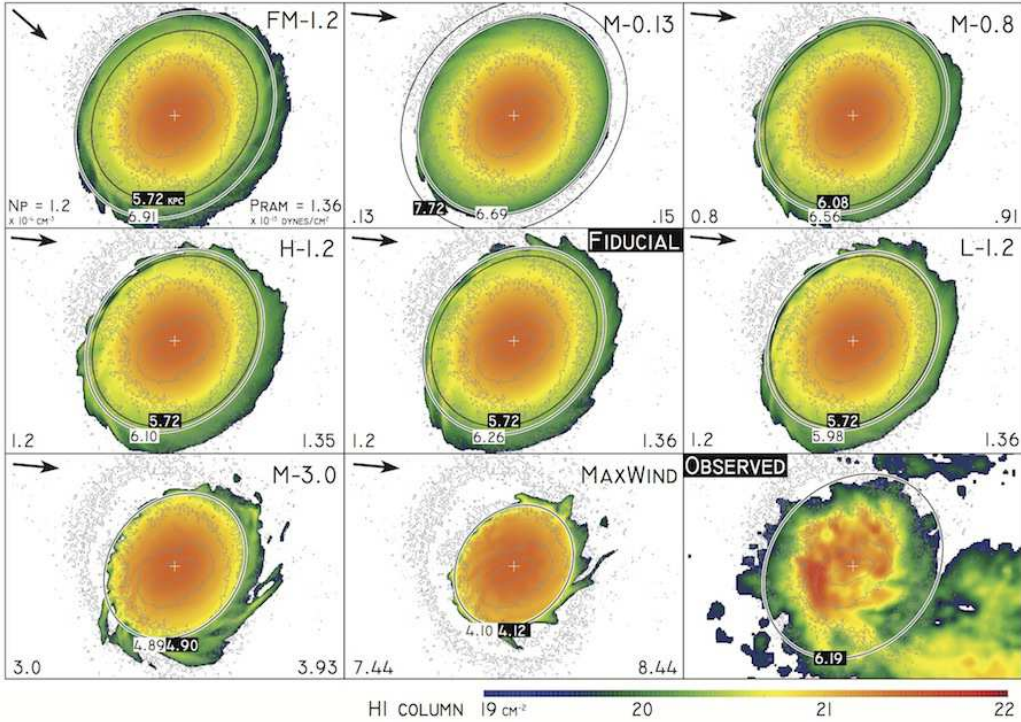 FM-1.2
5.72 KPC
6.91
NP = 1.2
X 10⁻⁴ CM⁻³
PRAM = 1.36
M-0.13
7.72
6.69
.13
.15
M-0.8
6.08
6.56
0.8
.91
H-1.2
5.72
6.10
1.2
1.35
FIDUCIAL
5.72
6.26
1.2
1.36
L-1.2
5.72
5.98
1.2
1.36
M-3.0
4.89 4.90
3.0
3.93
MAXWIND
4.10 4.12
7.44
8.44
OBSERVED
6.19
HI COLUMN 19 CM⁻² 20 21 22